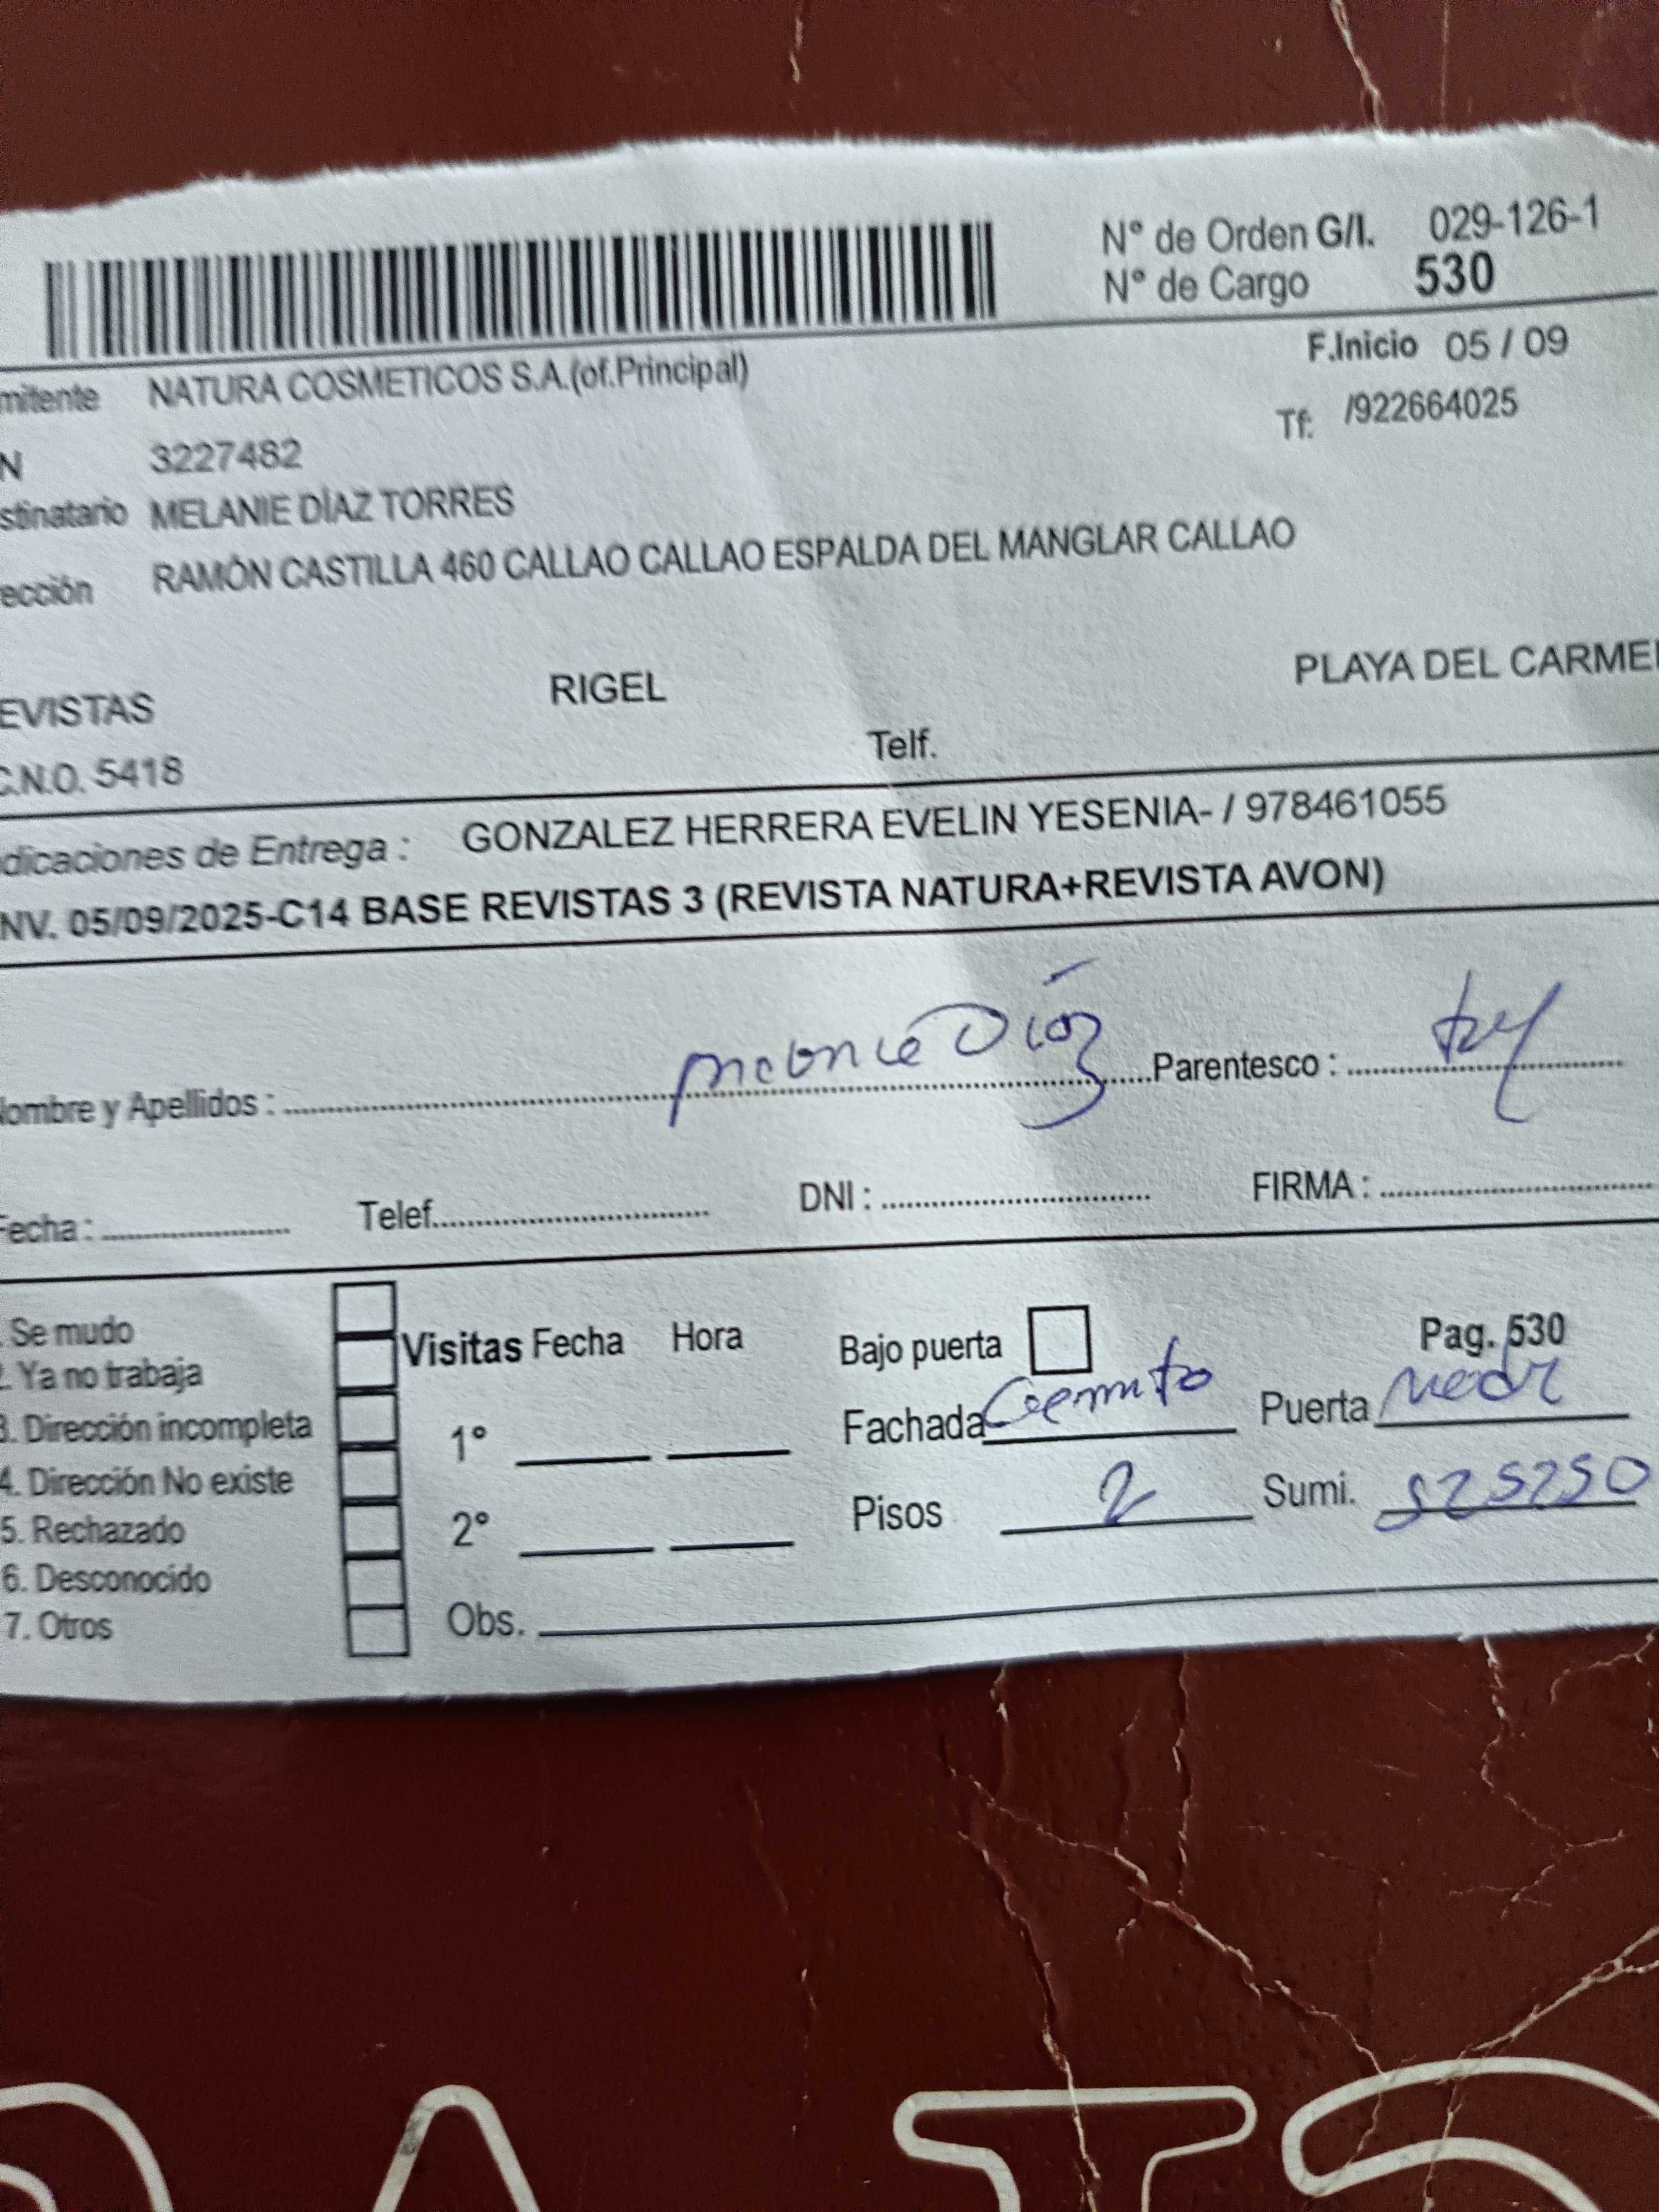 N° de Orden G/I. 029-126-1
N° de Cargo 530
F.Inicio 05 / 09
mitente NATURA COSMETICOS S.A.(of.Principal)
Tf: /922664025
N 3227482
stinatario MELANIE DÍAZ TORRES
ección RAMÓN CASTILLA 460 CALLAO CALLAO ESPALDA DEL MANGLAR CALLAO
EVISTAS RIGEL PLAYA DEL CARME
C.N.O. 5418 Telf.
dicaciones de Entrega : GONZALEZ HERRERA EVELIN YESENIA- / 978461055
NV. 05/09/2025-C14 BASE REVISTAS 3 (REVISTA NATURA+REVISTA AVON)
Nombre y Apellidos : Díaz Parentesco :
Fecha : Telef. DNI : FIRMA :
. Se mudo
2. Ya no trabaja
3. Dirección incompleta
4. Dirección No existe
5. Rechazado
6. Desconocido
7. Otros
Visitas Fecha Hora
1°
2°
Obs.
Bajo puerta Pag. 530
Fachada Puerta
Pisos 2 Sumi. 525250